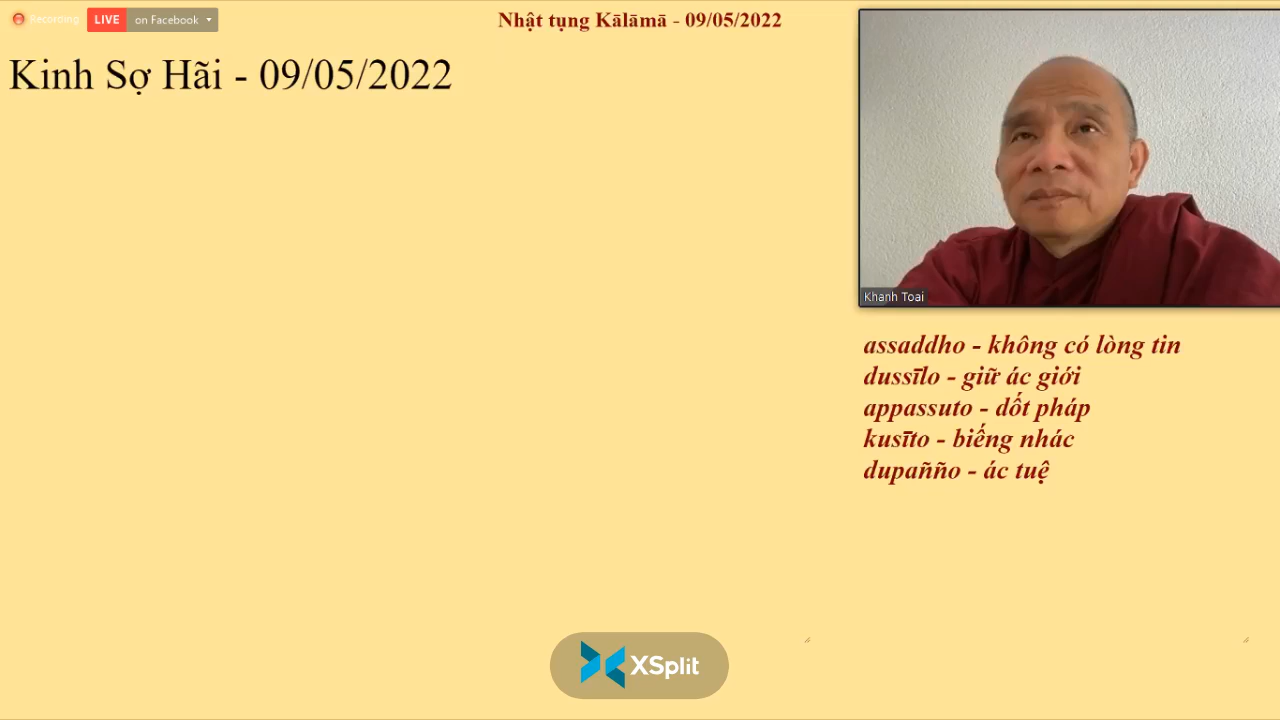 Recording
LIVE on Facebook
Nhật tụng Kālāmā - 09/05/2022
Kinh Sợ Hãi - 09/05/2022
Khanh Toai
assaddho - không có lòng tin
dussīlo - giữ ác giới
appassuto - dốt pháp
kusīto - biếng nhác
dupañño - ác tuệ
XSplit